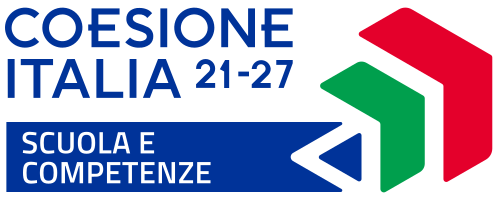 COESIONE
ITALIA 21-27
SCUOLA E
COMPETENZE